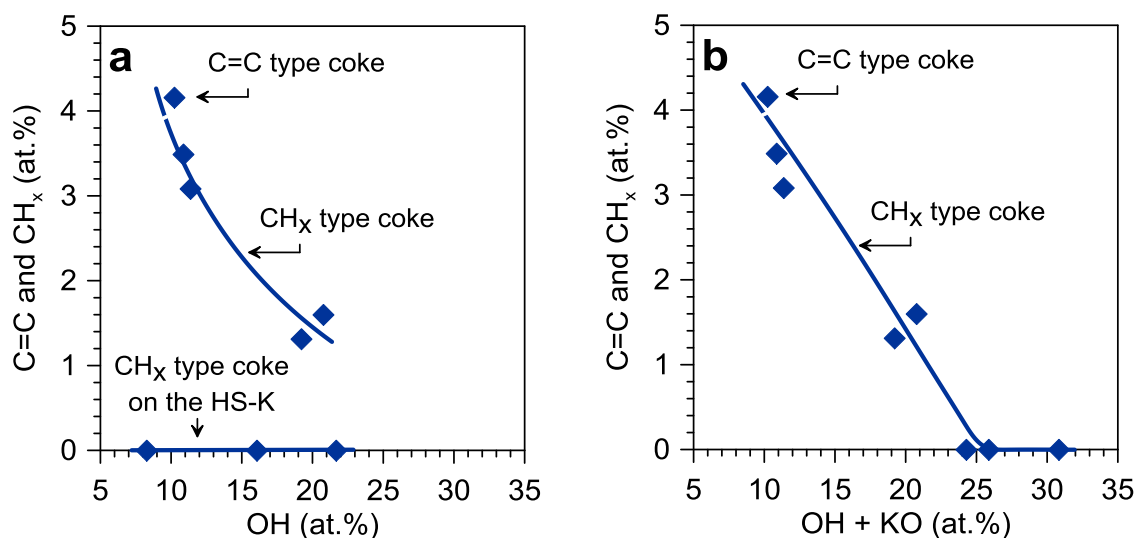 a
C=C type coke
CHx type coke
CHx type coke
on the HS-K
C=C and CHx (at.%)
5
4
3
2
1
0
5 10 15 20 25 30 35
OH (at.%)
b
C=C type coke
CHx type coke
C=C and CHx (at.%)
5
4
3
2
1
0
5 10 15 20 25 30 35
OH + KO (at.%)